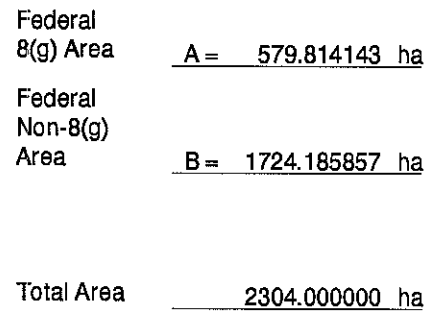 Federal
8(g) Area A = 579.814143 ha
Federal
Non-8(g)
Area B = 1724.185857 ha
Total Area 2304.000000 ha